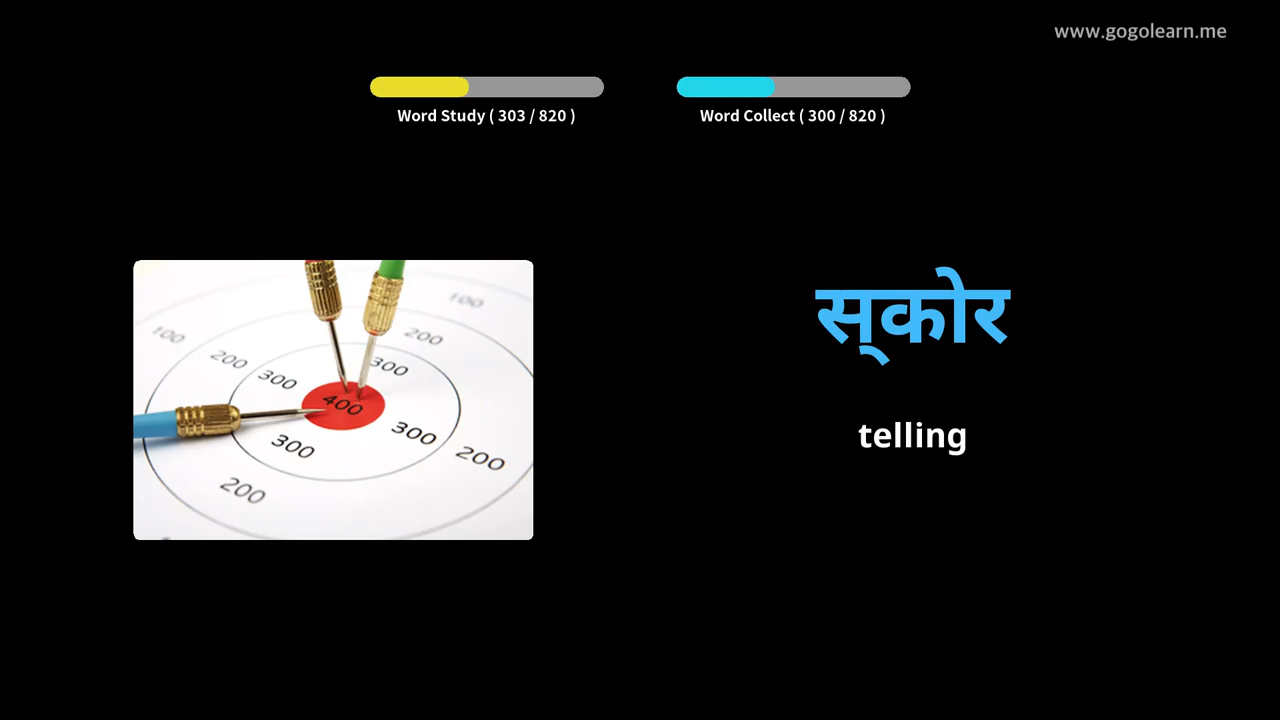 www.gogolearn.me
Word Study ( 303 / 820 )
Word Collect ( 300 / 820 )
स्‌कोर
telling
100
100
200
200
300
300
400
300
300
200
200